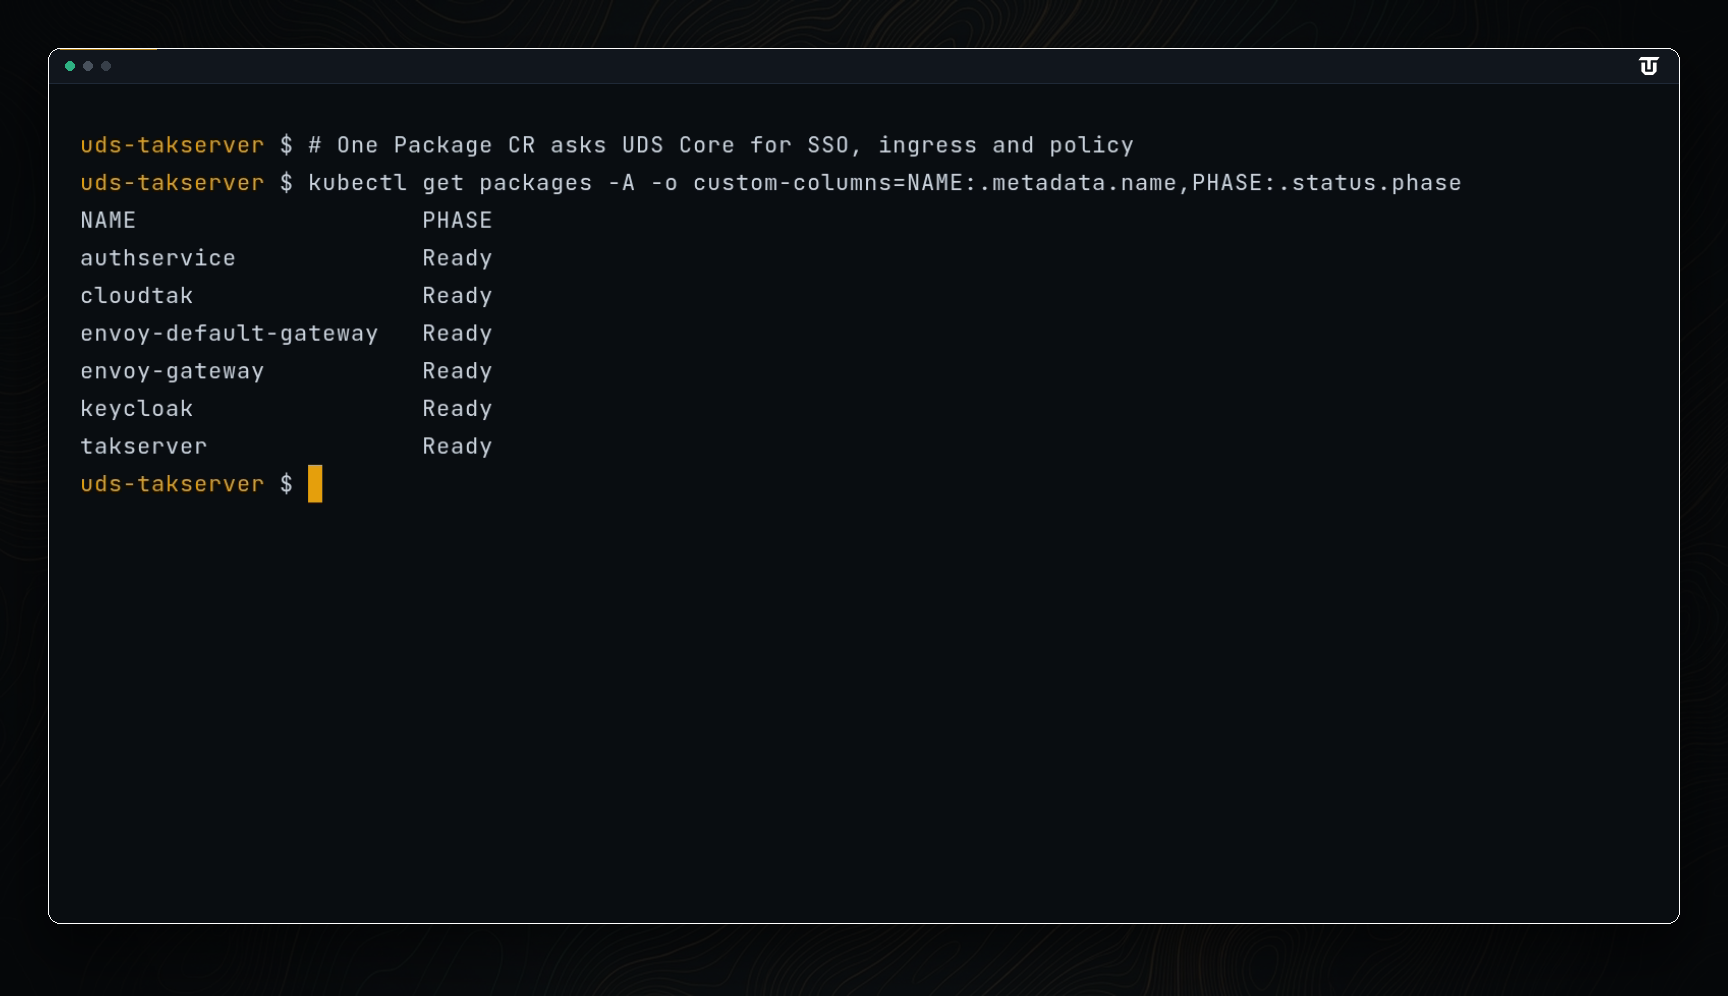 uds-takserver $ # One Package CR asks UDS Core for SSO, ingress and policy
uds-takserver $ kubectl get packages -A -o custom-columns=NAME:.metadata.name,PHASE:.status.phase
NAME                    PHASE
authservice             Ready
cloudtak                Ready
envoy-default-gateway   Ready
envoy-gateway           Ready
keycloak                Ready
takserver               Ready
uds-takserver $